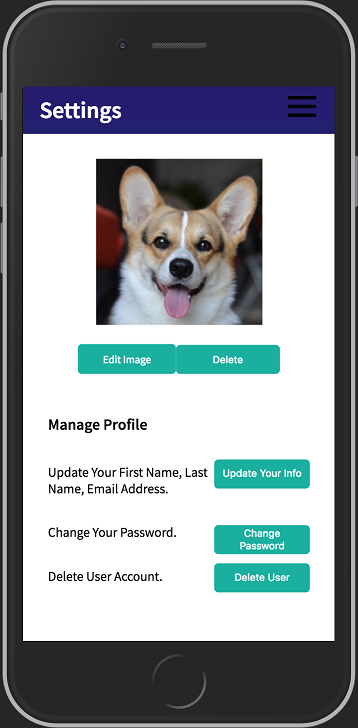 Settings
Edit Image
Delete
Manage Profile
Update Your First Name, Last
Name, Email Address.
Update Your Info
Change Your Password.
Change
Password
Delete User Account.
Delete User